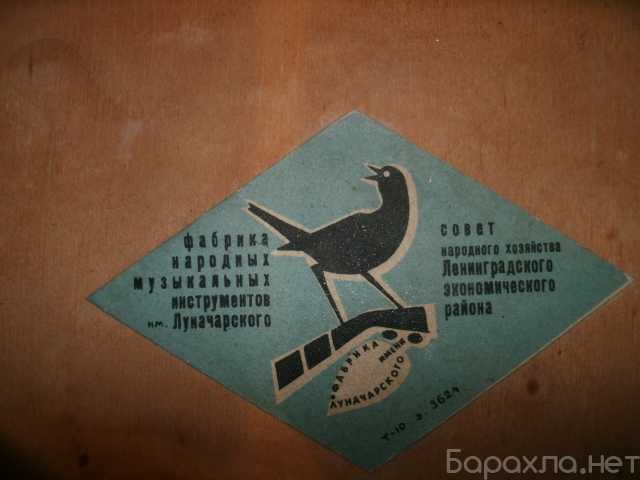 фабрика
народных
музыкальных
инструментов
им. Луначарского
совет
народного хозяйства
Ленинградского
экономического
района
ФАБРИКА
ИМЕНИ
ЛУНАЧАРСКОГО
Т-10 З-3624
Барахла.нет